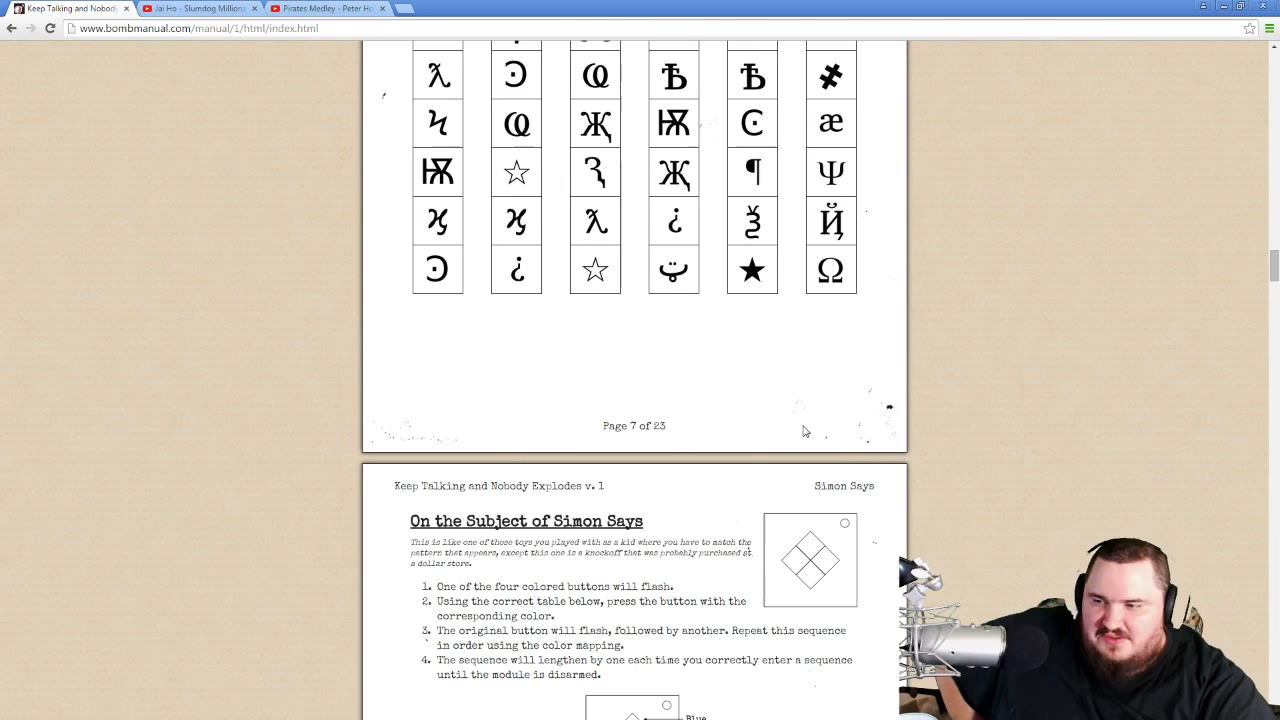 Keep Talking and Nobody
Jai Ho - Slumdog Million
Pirates Medley - Peter Ho
www.bombmanual.com/manual/1/html/index.html
ƛ Ͽ Ѽ Ѣ Ѣ ҂
Ϟ Ѽ Җ Ѭ Ͼ æ
Ѭ ☆ Ԇ Җ ¶ Ψ
ϗ ϗ ƛ ¿ Ѯ Ҋ
Ͽ ¿ ☆ ټ ★ Ω
Page 7 of 23
Keep Talking and Nobody Explodes v. 1
Simon Says
On the Subject of Simon Says
This is like one of those toys you played with as a kid where you have to match the
pattern that appears, except this one is a knockoff that was probably purchased at
a dollar store.
1. One of the four colored buttons will flash.
2. Using the correct table below, press the button with the
corresponding color.
3. The original button will flash, followed by another. Repeat this sequence
in order using the color mapping.
4. The sequence will lengthen by one each time you correctly enter a sequence
until the module is disarmed.
Blue